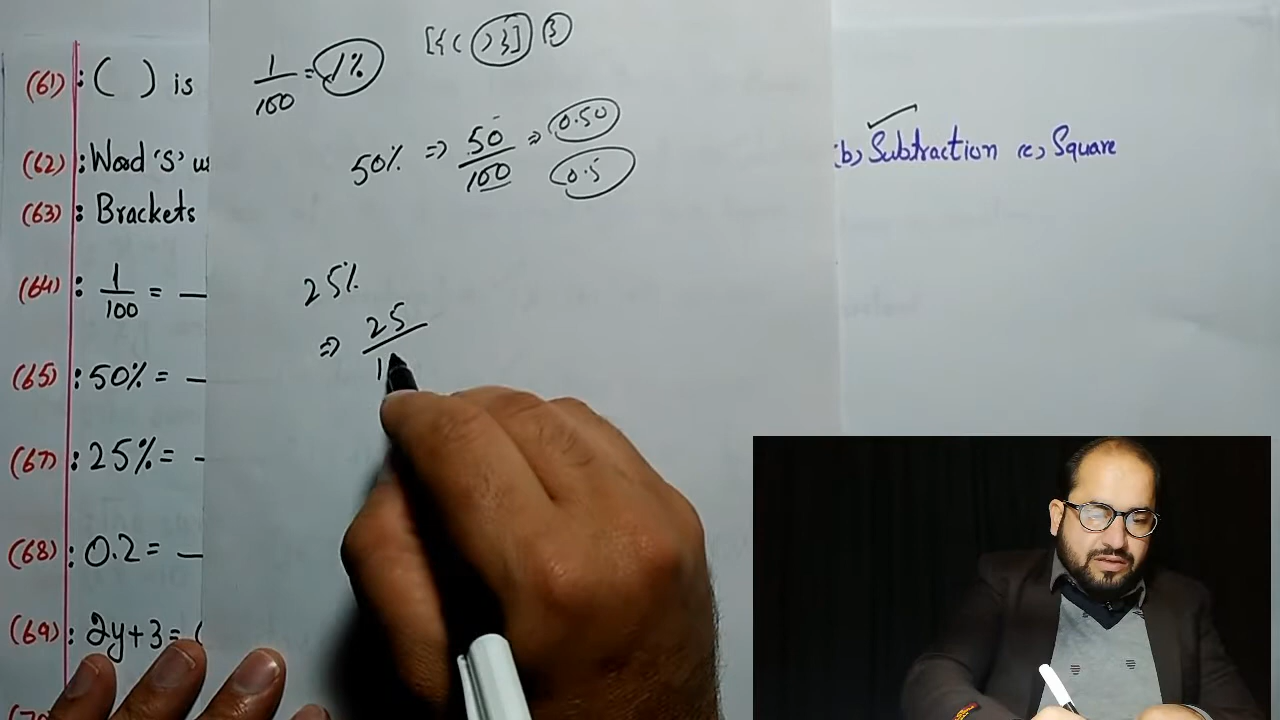 (61) : ( ) is
(62) : Word 'S' u
(b) Subtraction (c) Square
(63) : Brackets
(64) : 1/100 = —
(65) : 50% = —
(67) : 25% = -
(68) : 0.2 = —
(69) : 2y+3 = (
1/100 = 1%
[{( )}] B
50% ⇒ 50/100 ⇒ 0.50
0.5
25%
⇒ 25/1